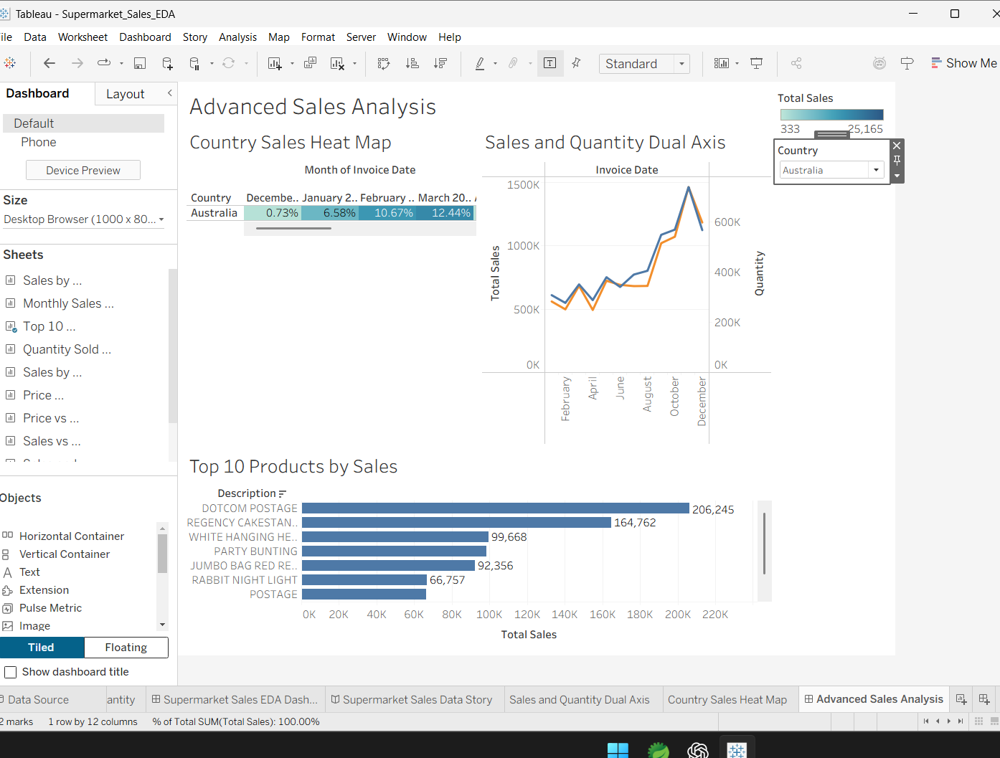 Tableau - Supermarket_Sales_EDA
ile Data Worksheet Dashboard Story Analysis Map Format Server Window Help
Standard
Show Me
Dashboard
Layout
Default
Phone
Device Preview
Size
Desktop Browser (1000 x 80...
Sheets
Sales by ...
Monthly Sales ...
Top 10 ...
Quantity Sold ...
Sales by ...
Price ...
Price vs ...
Sales vs ...
Objects
Horizontal Container
Vertical Container
Text
Extension
Pulse Metric
Image
Tiled
Floating
Show dashboard title
Advanced Sales Analysis
Country Sales Heat Map
Month of Invoice Date
Country Decembe.. January 2.. February .. March 20..
Australia 0.73% 6.58% 10.67% 12.44%
Sales and Quantity Dual Axis
Invoice Date
Total Sales
1500K
1000K
500K
0K
Quantity
600K
400K
200K
0K
February
April
June
August
October
December
Total Sales
333 25,165
Country
Australia
Top 10 Products by Sales
Description
DOTCOM POSTAGE 206,245
REGENCY CAKESTAN.. 164,762
WHITE HANGING HE.. 99,668
PARTY BUNTING
JUMBO BAG RED RE.. 92,356
RABBIT NIGHT LIGHT 66,757
POSTAGE
0K 20K 40K 60K 80K 100K 120K 140K 160K 180K 200K 220K
Total Sales
Data Source antity Supermarket Sales EDA Dash... Supermarket Sales Data Story Sales and Quantity Dual Axis Country Sales Heat Map Advanced Sales Analysis
2 marks 1 row by 12 columns % of Total SUM(Total Sales): 100.00%